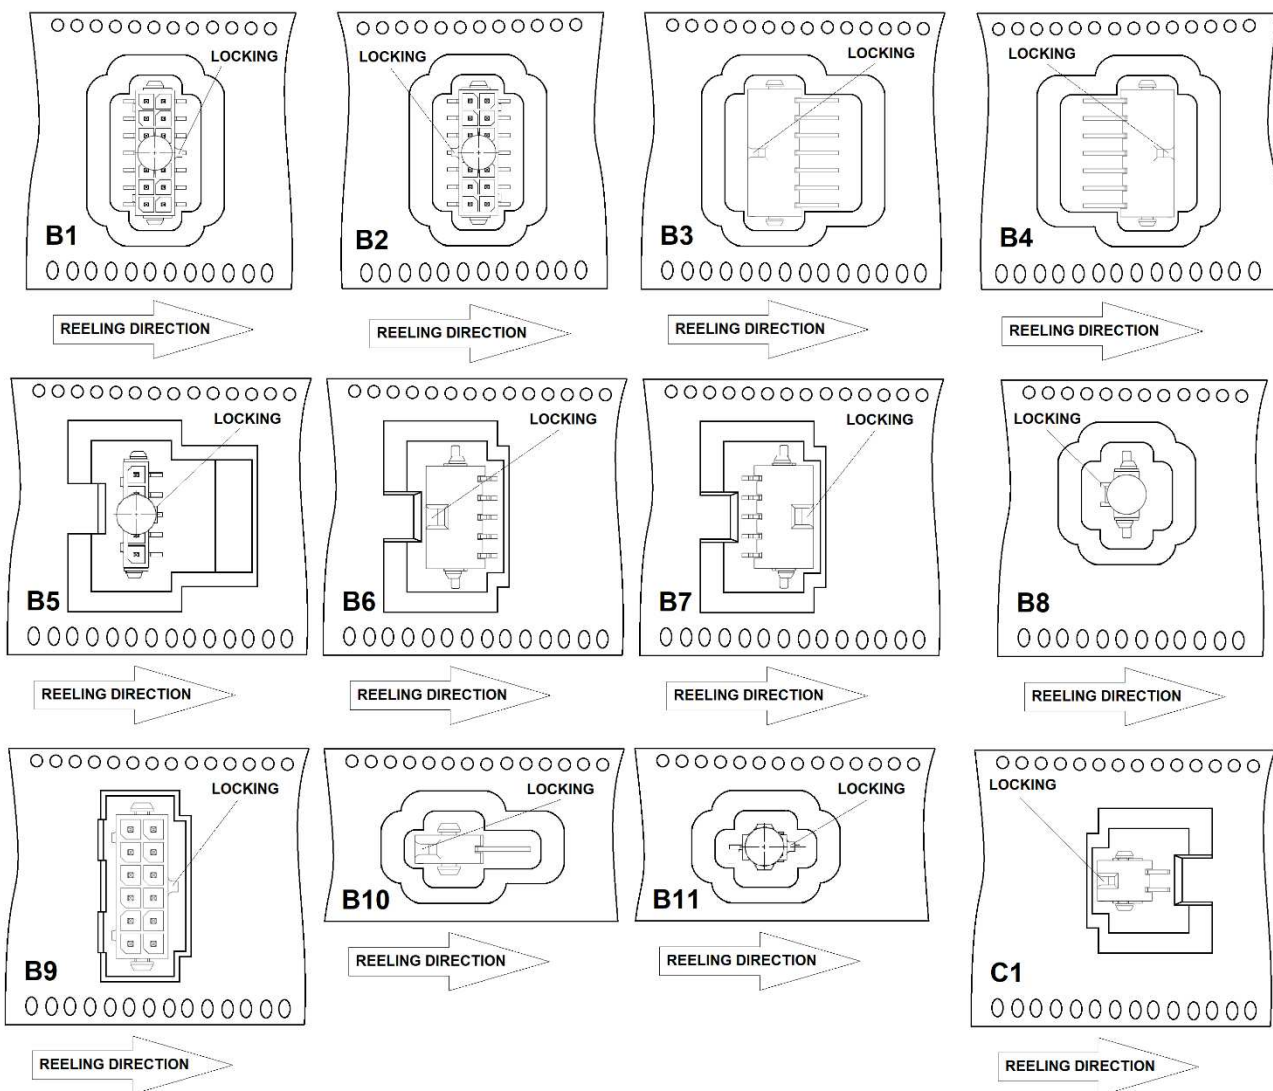 LOCKING
LOCKING
LOCKING
LOCKING
B1
B2
B3
B4
REELING DIRECTION
REELING DIRECTION
REELING DIRECTION
REELING DIRECTION
LOCKING
LOCKING
LOCKING
LOCKING
B5
B6
B7
B8
REELING DIRECTION
REELING DIRECTION
REELING DIRECTION
REELING DIRECTION
LOCKING
LOCKING
LOCKING
LOCKING
B9
B10
B11
C1
REELING DIRECTION
REELING DIRECTION
REELING DIRECTION
REELING DIRECTION